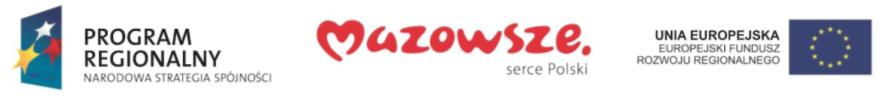 PROGRAM
REGIONALNY
NARODOWA STRATEGIA SPÓJNOŚCI
mazowsze.
serce Polski
UNIA EUROPEJSKA
EUROPEJSKI FUNDUSZ
ROZWOJU REGIONALNEGO